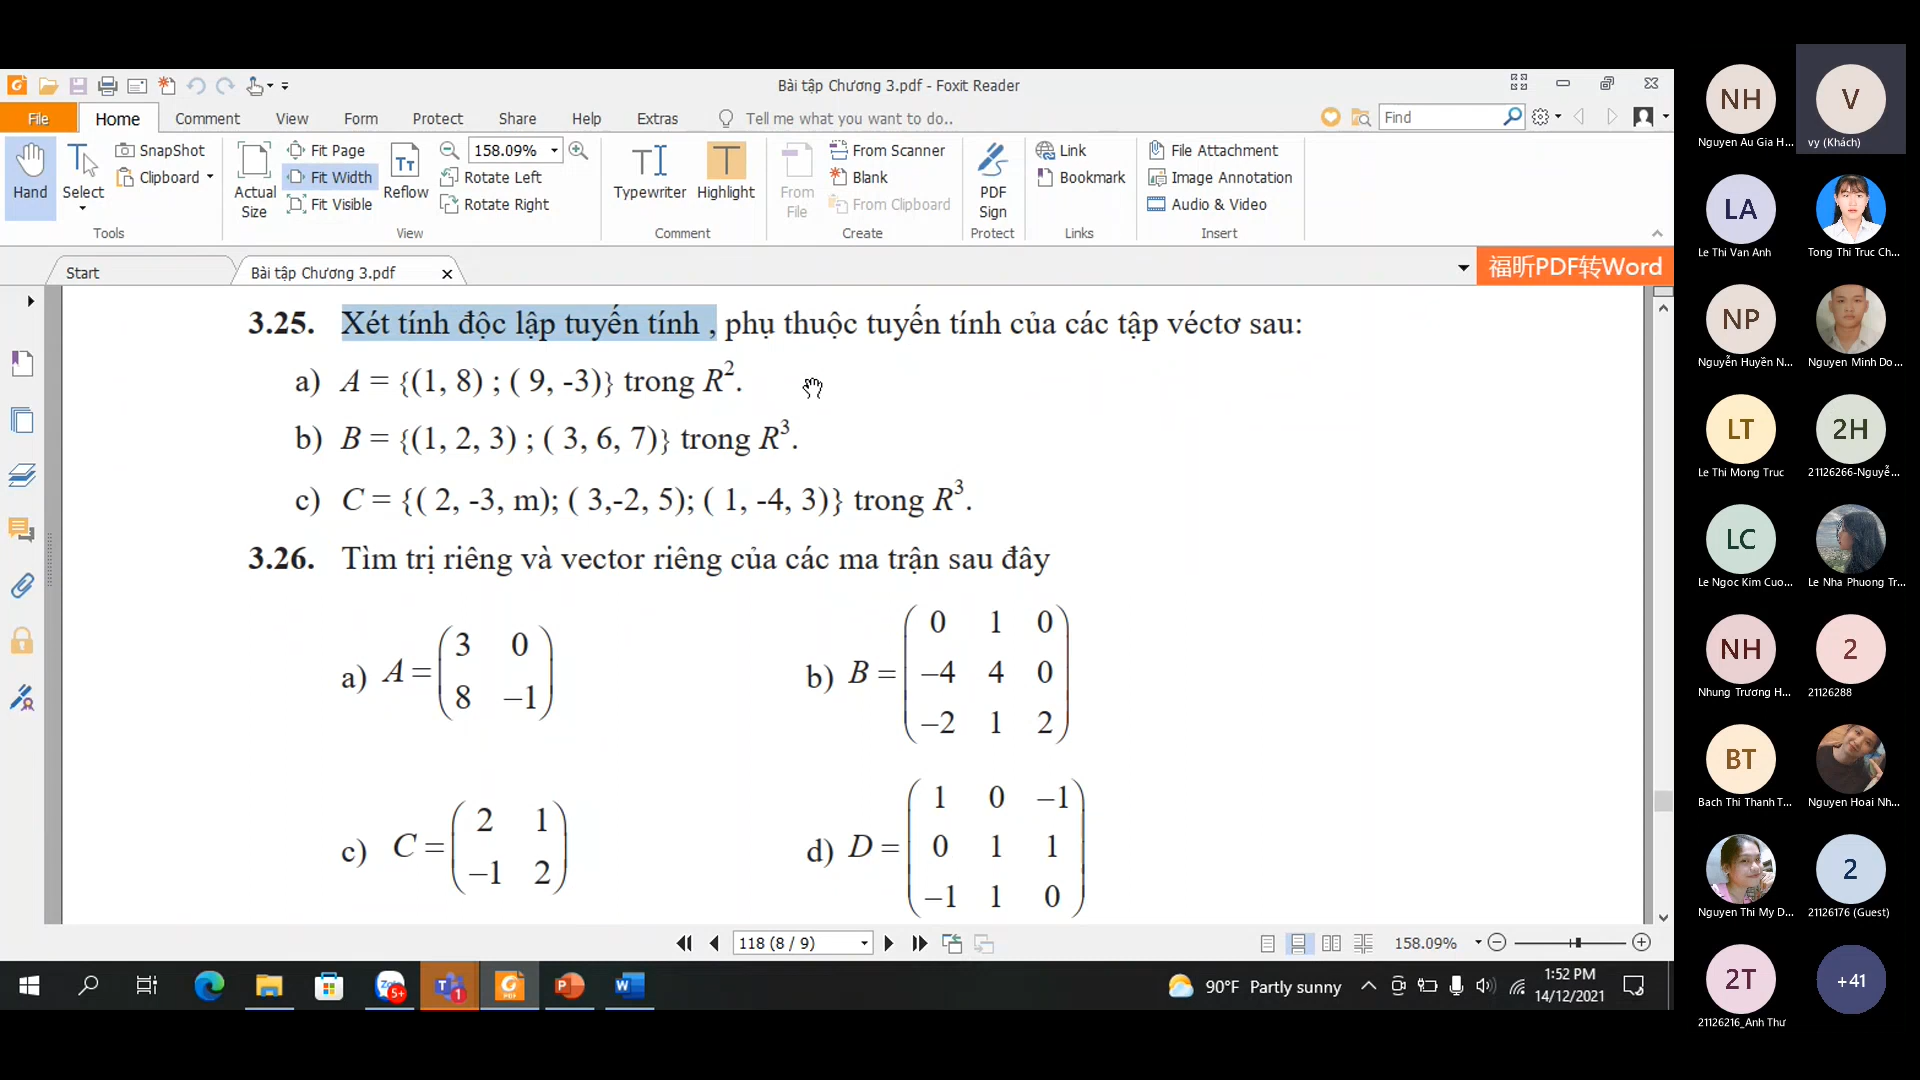 Bài tập Chương 3.pdf - Foxit Reader
File Home Comment View Form Protect Share Help Extras Tell me what you want to do.. Find
Hand
Select
SnapShot
Clipboard
Tools
Actual Size
Fit Page
Fit Width
Fit Visible
Reflow
158.09%
Rotate Left
Rotate Right
View
Typewriter
Highlight
Comment
From File
From Scanner
Blank
From Clipboard
Create
PDF Sign
Protect
Link
Bookmark
Links
File Attachment
Image Annotation
Audio & Video
Insert
Start
Bài tập Chương 3.pdf
福昕PDF转Word
3.25. Xét tính độc lập tuyến tính , phụ thuộc tuyến tính của các tập véctơ sau:
a) A = {(1, 8) ; ( 9, -3)} trong R².
b) B = {(1, 2, 3) ; ( 3, 6, 7)} trong R³.
c) C = {( 2, -3, m); ( 3,-2, 5); ( 1, -4, 3)} trong R³.
3.26. Tìm trị riêng và vector riêng của các ma trận sau đây
a) A =
3 0
8 −1
b) B =
0 1 0
−4 4 0
−2 1 2
c) C =
2 1
−1 2
d) D =
1 0 −1
0 1 1
−1 1 0
118 (8 / 9)
158.09%
Zalo
5+
1
90°F Partly sunny
1:52 PM
14/12/2021
NH
Nguyen Au Gia H...
V
vy (Khách)
LA
Le Thi Van Anh
Tong Thi Truc Ch...
NP
Nguyễn Huyền N...
Nguyen Minh Do...
LT
Le Thi Mong Truc
2H
21126266-Nguyễ...
LC
Le Ngoc Kim Cuo...
Le Nha Phuong Tr...
NH
Nhung Trương H...
2
21126288
BT
Bach Thi Thanh T...
Nguyen Hoai Nh...
Nguyen Thi My D...
2
21126176 (Guest)
2T
21126216_Anh Thư
+41